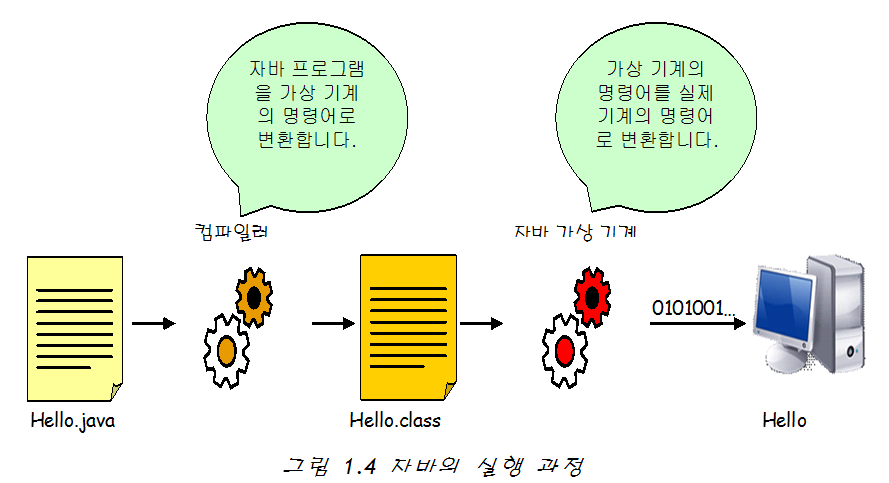 자바 프로그램
을 가상 기계
의 명령어로
변환합니다.
가상 기계의
명령어를 실제
기계의 명령어
로 변환합니다.
컴파일러
자바 가상 기계
0101001...
Hello.java
Hello.class
Hello
그림 1.4 자바의 실행 과정